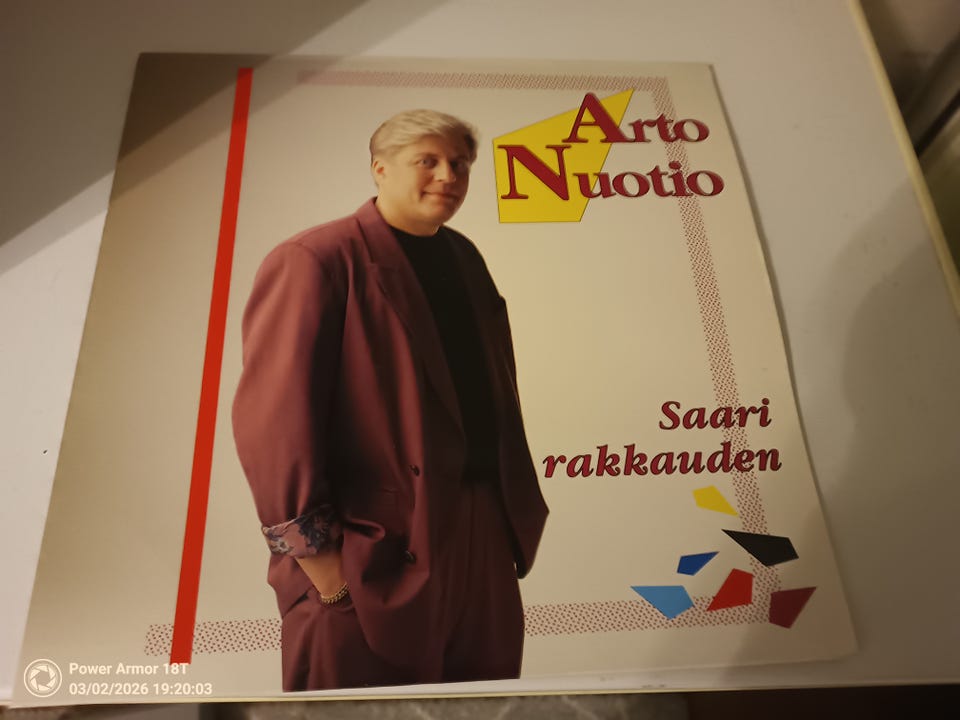 Arto
Nuotio
Saari
rakkauden
Power Armor 18T
03/02/2026 19:20:03